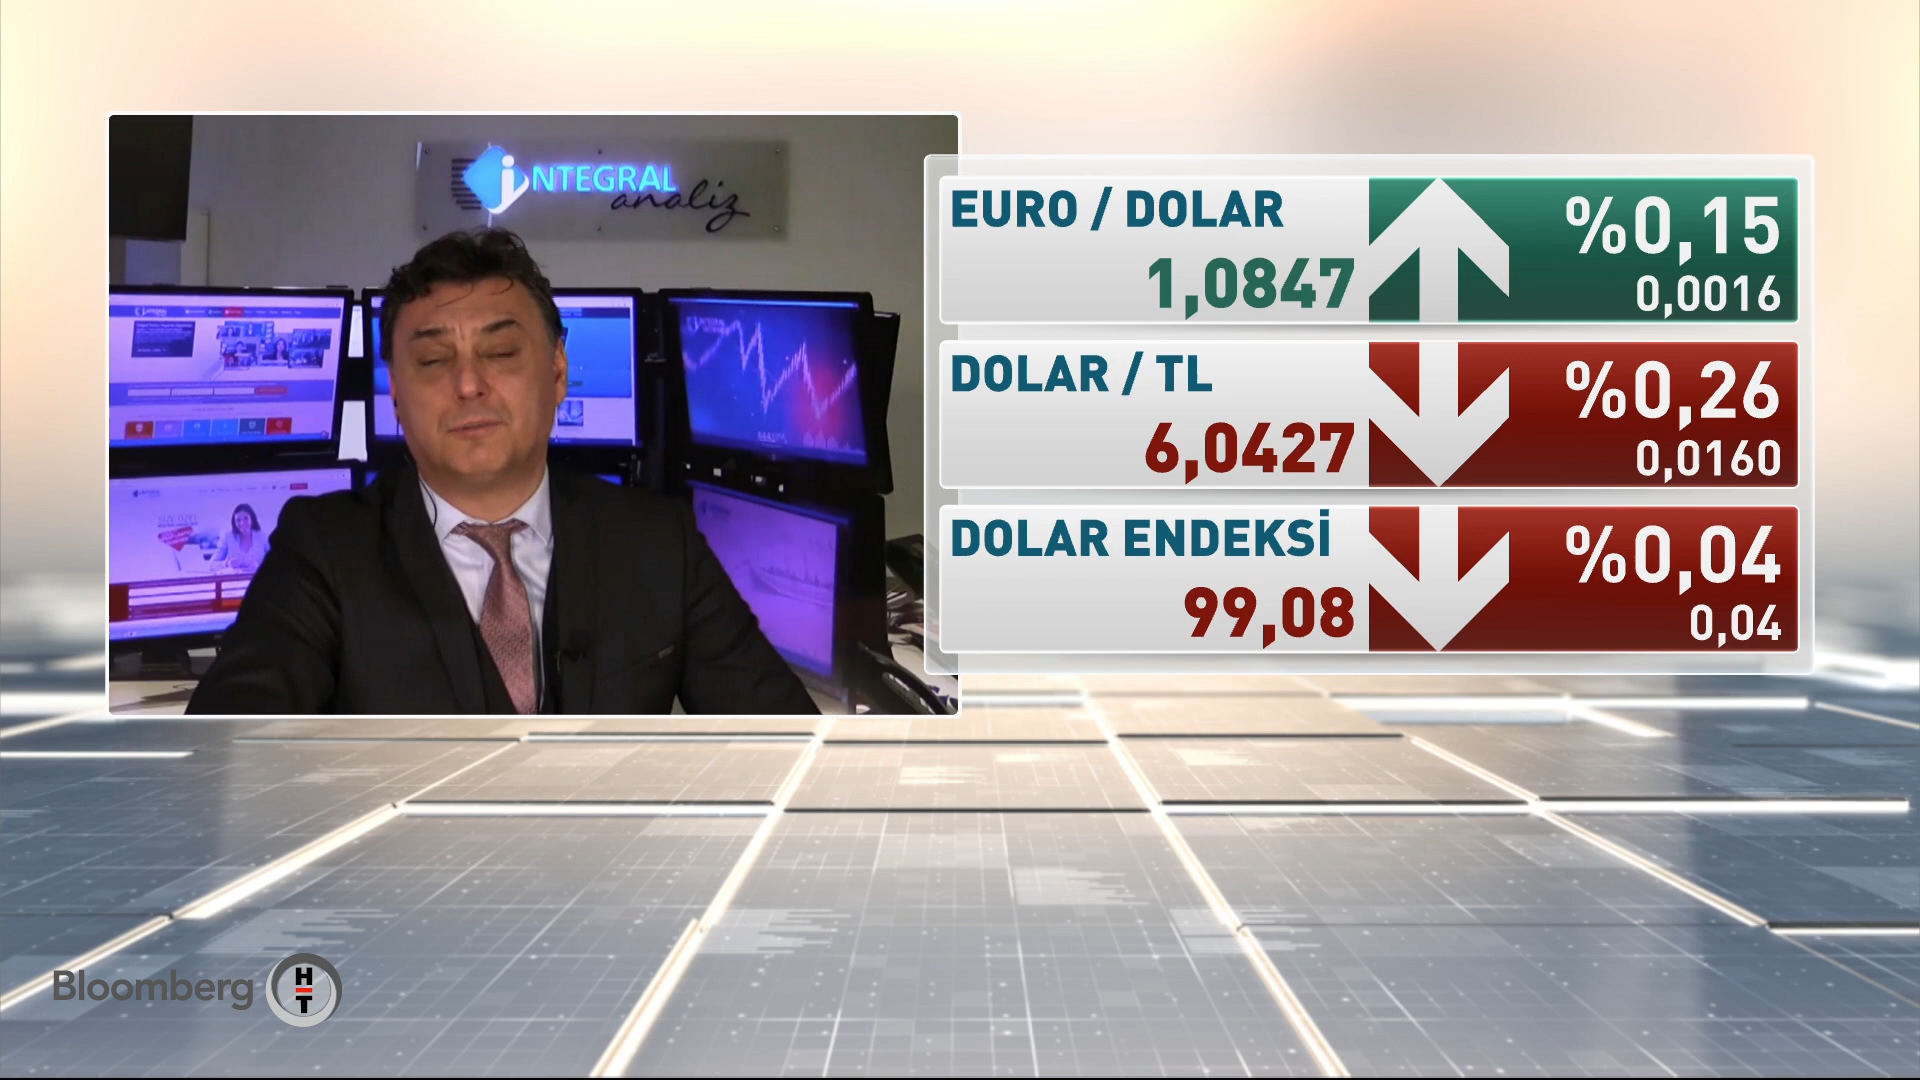 iNTEGRAL
analiz
EURO / DOLAR
1,0847
%0,15
0,0016
DOLAR / TL
6,0427
%0,26
0,0160
DOLAR ENDEKSİ
99,08
%0,04
0,04
Bloomberg HT